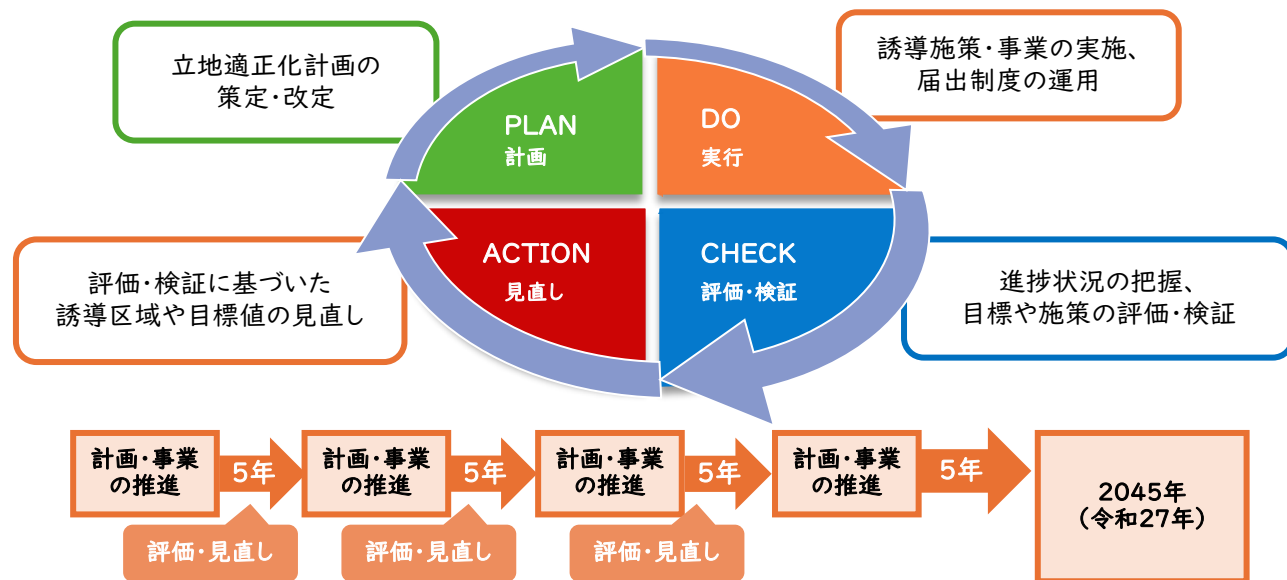 立地適正化計画の
策定・改定
誘導施策・事業の実施、
届出制度の運用
PLAN
計画
DO
実行
ACTION
見直し
CHECK
評価・検証
評価・検証に基づいた
誘導区域や目標値の見直し
進捗状況の把握、
目標や施策の評価・検証
計画・事業
の推進
5年
計画・事業
の推進
5年
計画・事業
の推進
5年
計画・事業
の推進
5年
2045年
（令和27年）
評価・見直し
評価・見直し
評価・見直し